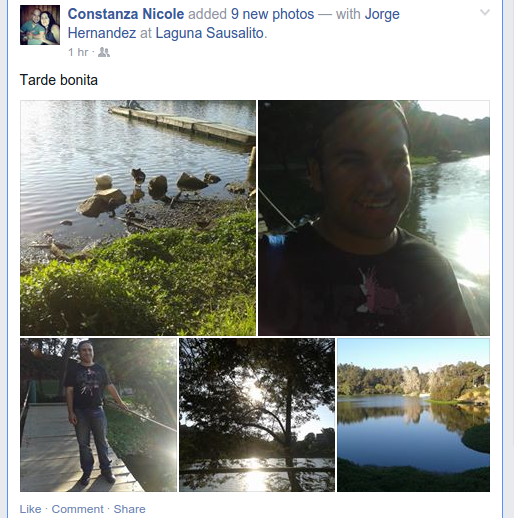 Constanza Nicole added 9 new photos — with Jorge
Hernandez at Laguna Sausalito.
1 hr ·
Tarde bonita
Like · Comment · Share